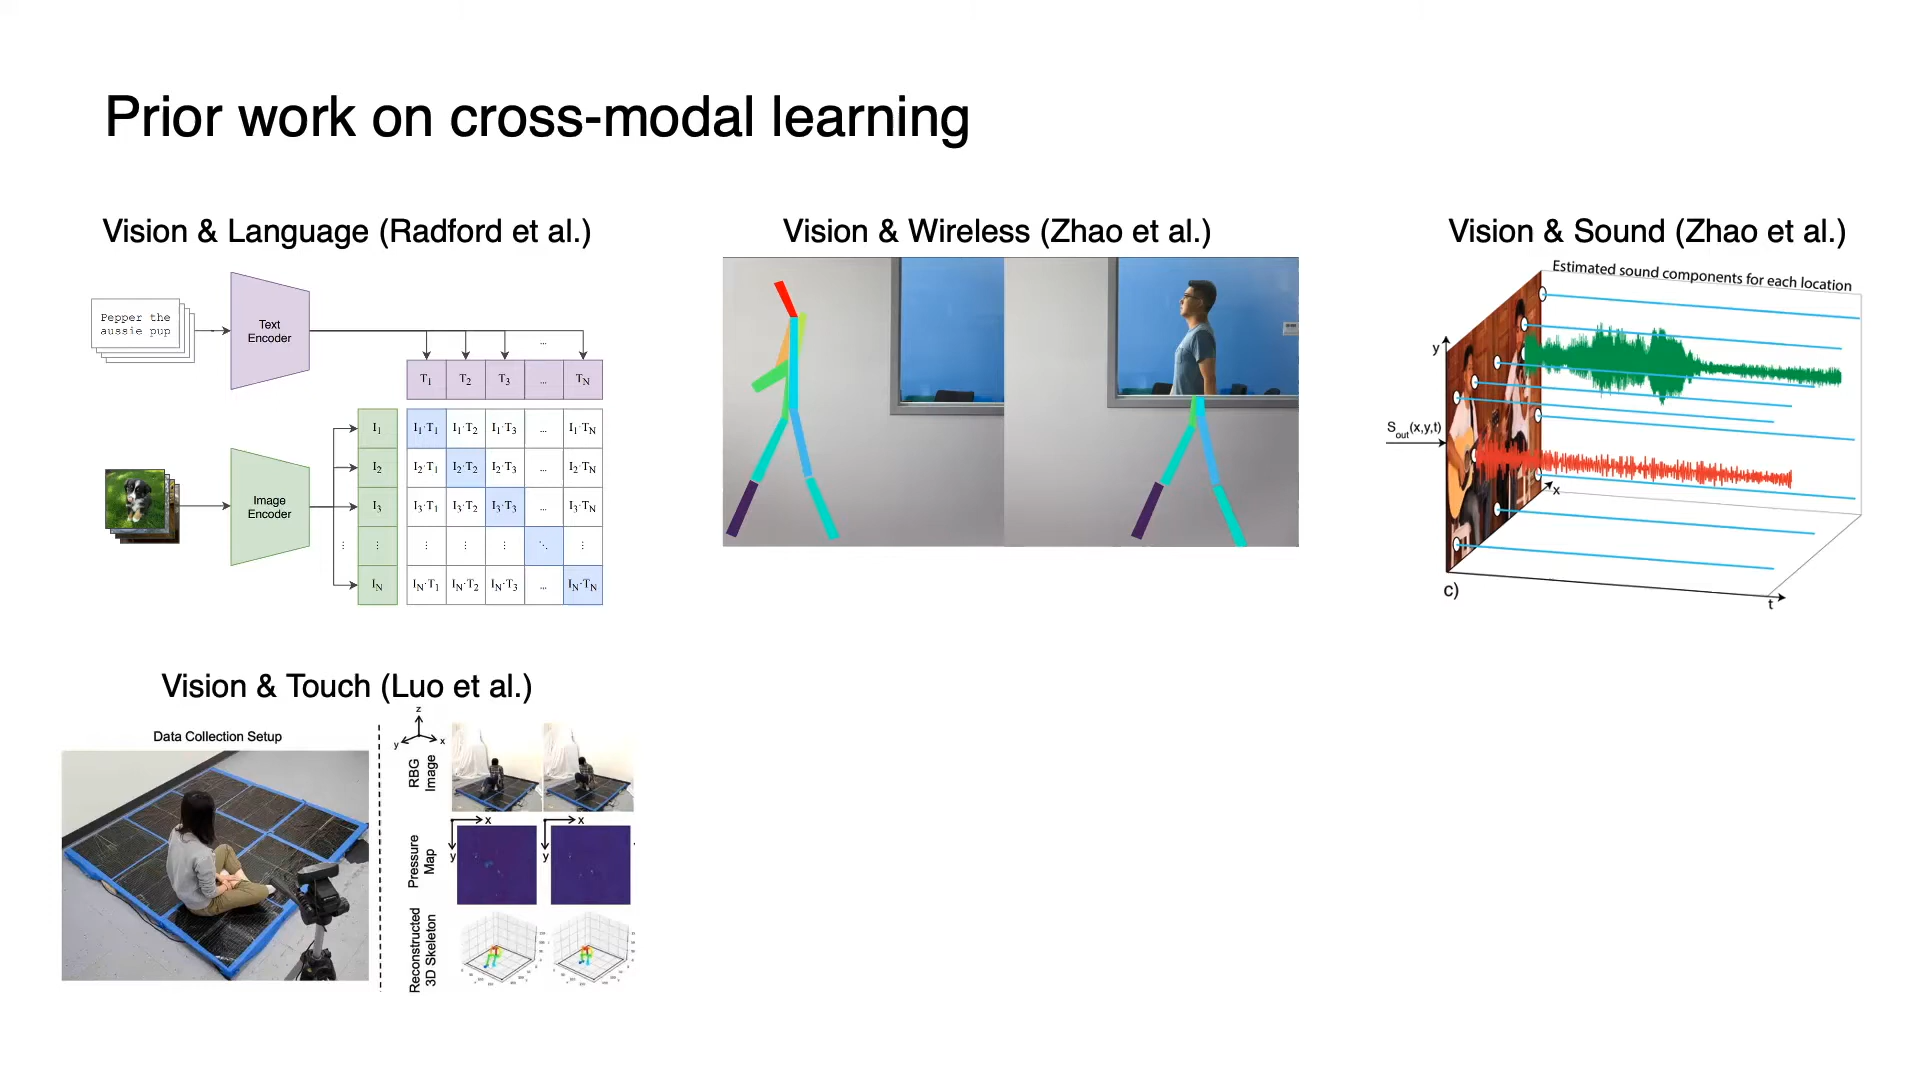 Prior work on cross-modal learning
Vision & Language (Radford et al.)
Pepper the
aussie pup
Text
Encoder
...
T1 T2 T3 ... TN
Image
Encoder
I1 I1·T1 I1·T2 I1·T3 ... I1·TN
I2 I2·T1 I2·T2 I2·T3 ... I2·TN
I3 I3·T1 I3·T2 I3·T3 ... I3·TN
⋮ ⋮ ⋮ ⋮ ⋮ ⋱ ⋮
IN IN·T1 IN·T2 IN·T3 ... IN·TN
Vision & Wireless (Zhao et al.)
Vision & Sound (Zhao et al.)
Estimated sound components for each location
y
Sout(x,y,t)
x
c)
t
Vision & Touch (Luo et al.)
Data Collection Setup
z
y x
RBG
Image
x x
y y
Pressure
Map
Reconstructed
3D Skeleton